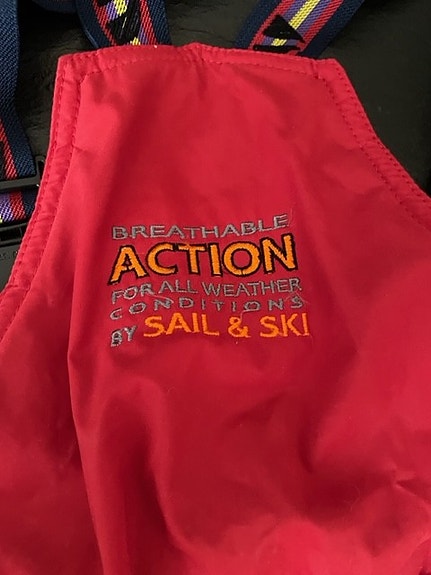 BREATHABLE
ACTION
FOR ALL WEATHER
CONDITIONS
BY SAIL & SKI